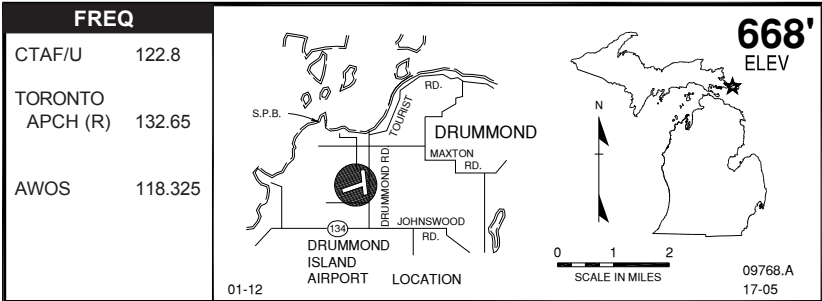 FREQ
CTAF/U 122.8
TORONTO
APCH (R) 132.65
AWOS 118.325
668'
ELEV
RD.
TOURIST
S.P.B.
DRUMMOND
MAXTON
RD.
DRUMMOND RD.
134
JOHNSWOOD
RD.
DRUMMOND
ISLAND
AIRPORT
LOCATION
01-12
N
0 1 2
SCALE IN MILES
09768.A
17-05